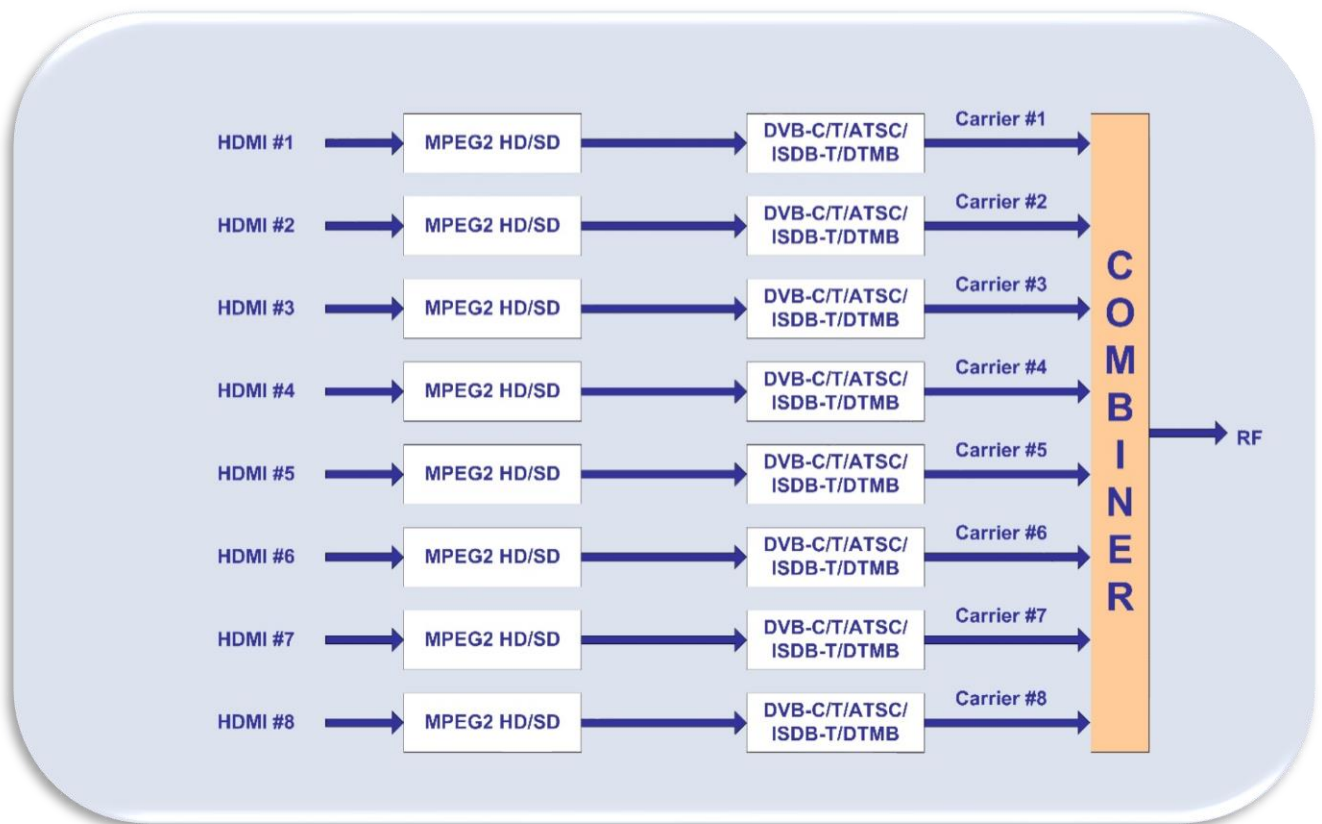 HDMI #1
MPEG2 HD/SD
DVB-C/T/ATSC/
ISDB-T/DTMB
Carrier #1
HDMI #2
MPEG2 HD/SD
DVB-C/T/ATSC/
ISDB-T/DTMB
Carrier #2
HDMI #3
MPEG2 HD/SD
DVB-C/T/ATSC/
ISDB-T/DTMB
Carrier #3
HDMI #4
MPEG2 HD/SD
DVB-C/T/ATSC/
ISDB-T/DTMB
Carrier #4
HDMI #5
MPEG2 HD/SD
DVB-C/T/ATSC/
ISDB-T/DTMB
Carrier #5
HDMI #6
MPEG2 HD/SD
DVB-C/T/ATSC/
ISDB-T/DTMB
Carrier #6
HDMI #7
MPEG2 HD/SD
DVB-C/T/ATSC/
ISDB-T/DTMB
Carrier #7
HDMI #8
MPEG2 HD/SD
DVB-C/T/ATSC/
ISDB-T/DTMB
Carrier #8
COMBINER
RF